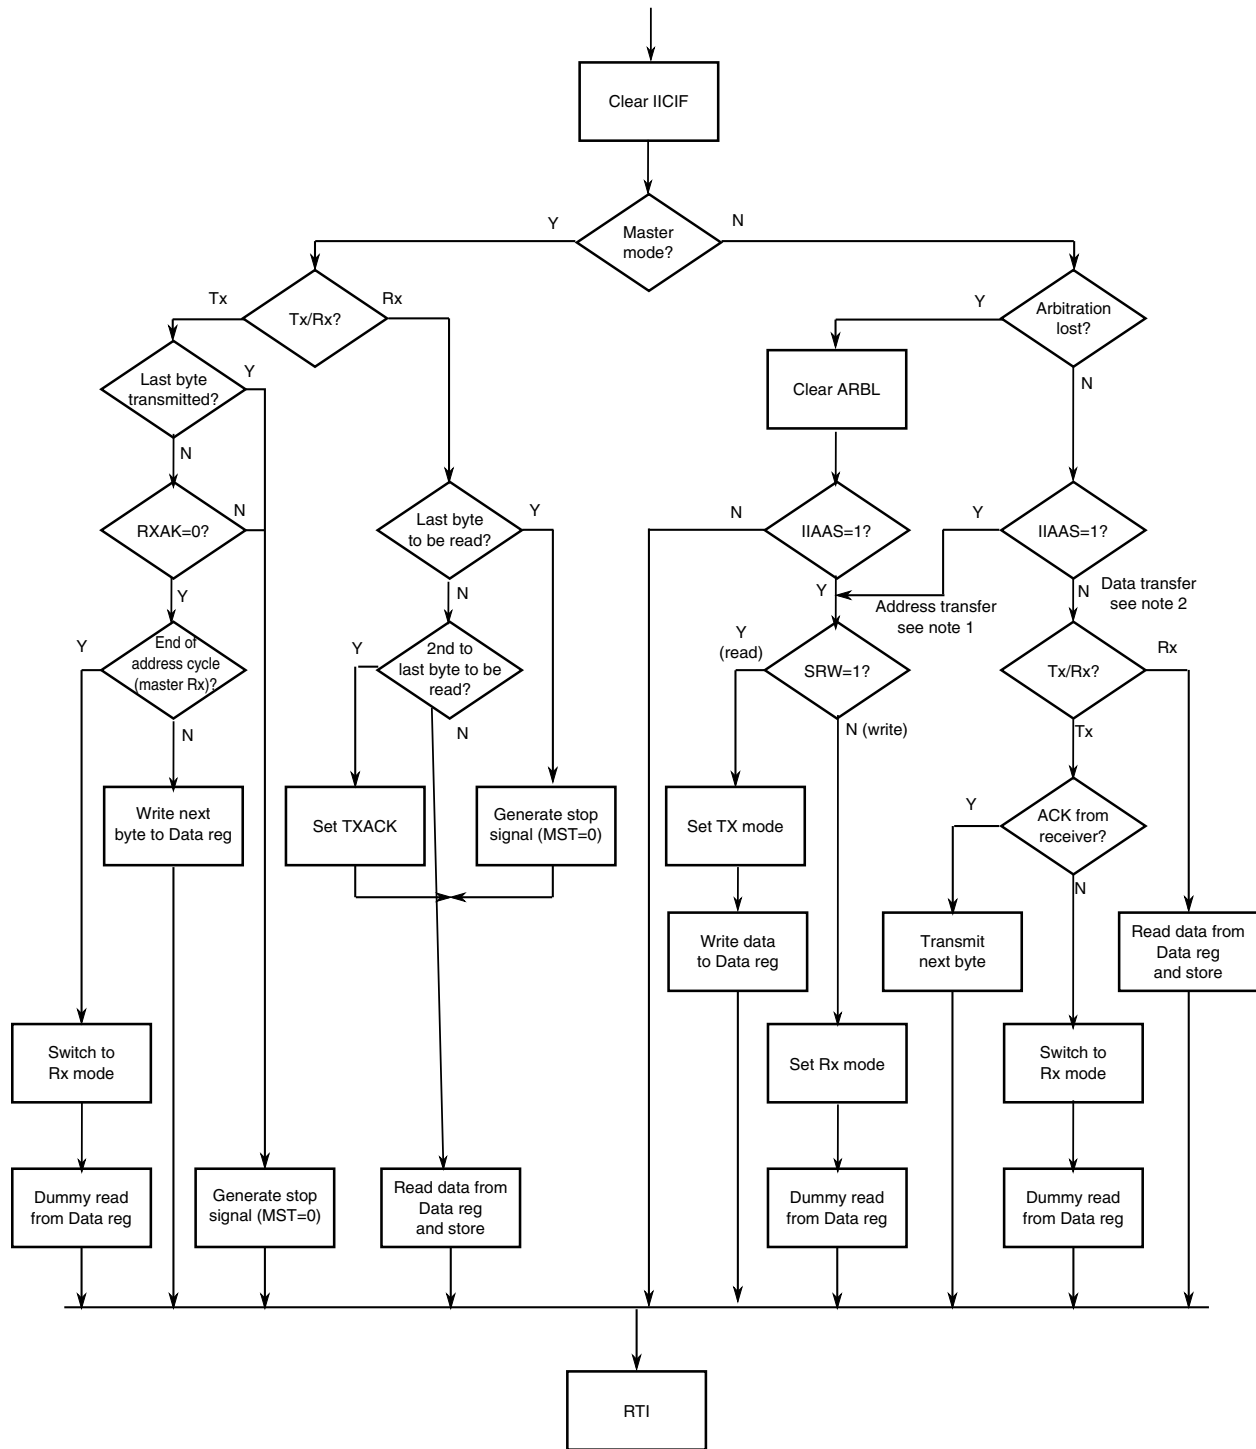 Clear IICIF
Y
Master
mode?
N
Tx
Tx/Rx?
Rx
Y
Arbitration
lost?
Last byte
transmitted?
Y
Clear ARBL
N
N
RXAK=0?
N
Last byte
to be read?
Y
N
IIAAS=1?
Y
IIAAS=1?
Y
N
Y
Address transfer
see note 1
N
Data transfer
see note 2
Y
End of
address cycle
(master Rx)?
Y
2nd to
last byte to be
read?
Y
(read)
SRW=1?
Tx/Rx?
Rx
N
N
N (write)
Tx
Write next
byte to Data reg
Set TXACK
Generate stop
signal (MST=0)
Set TX mode
Y
ACK from
receiver?
N
Write data
to Data reg
Transmit
next byte
Read data from
Data reg
and store
Switch to
Rx mode
Set Rx mode
Switch to
Rx mode
Dummy read
from Data reg
Generate stop
signal (MST=0)
Read data from
Data reg
and store
Dummy read
from Data reg
Dummy read
from Data reg
RTI